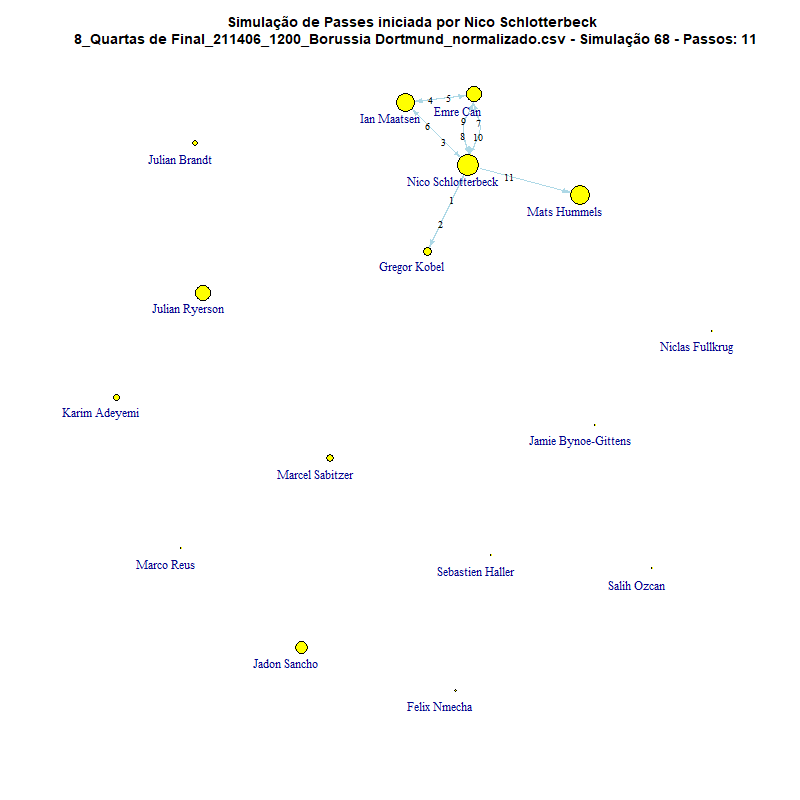 Simulação de Passes iniciada por Nico Schlotterbeck
8_Quartas de Final_211406_1200_Borussia Dortmund_normalizado.csv - Simulação 68 - Passos: 11
4
5
Ian Maatsen
Emre Can
6
9
7
8
10
3
Julian Brandt
Nico Schlotterbeck
11
1
Mats Hummels
2
Gregor Kobel
Julian Ryerson
Niclas Fullkrug
Karim Adeyemi
Jamie Bynoe-Gittens
Marcel Sabitzer
Marco Reus
Sebastien Haller
Salih Ozcan
Jadon Sancho
Felix Nmecha